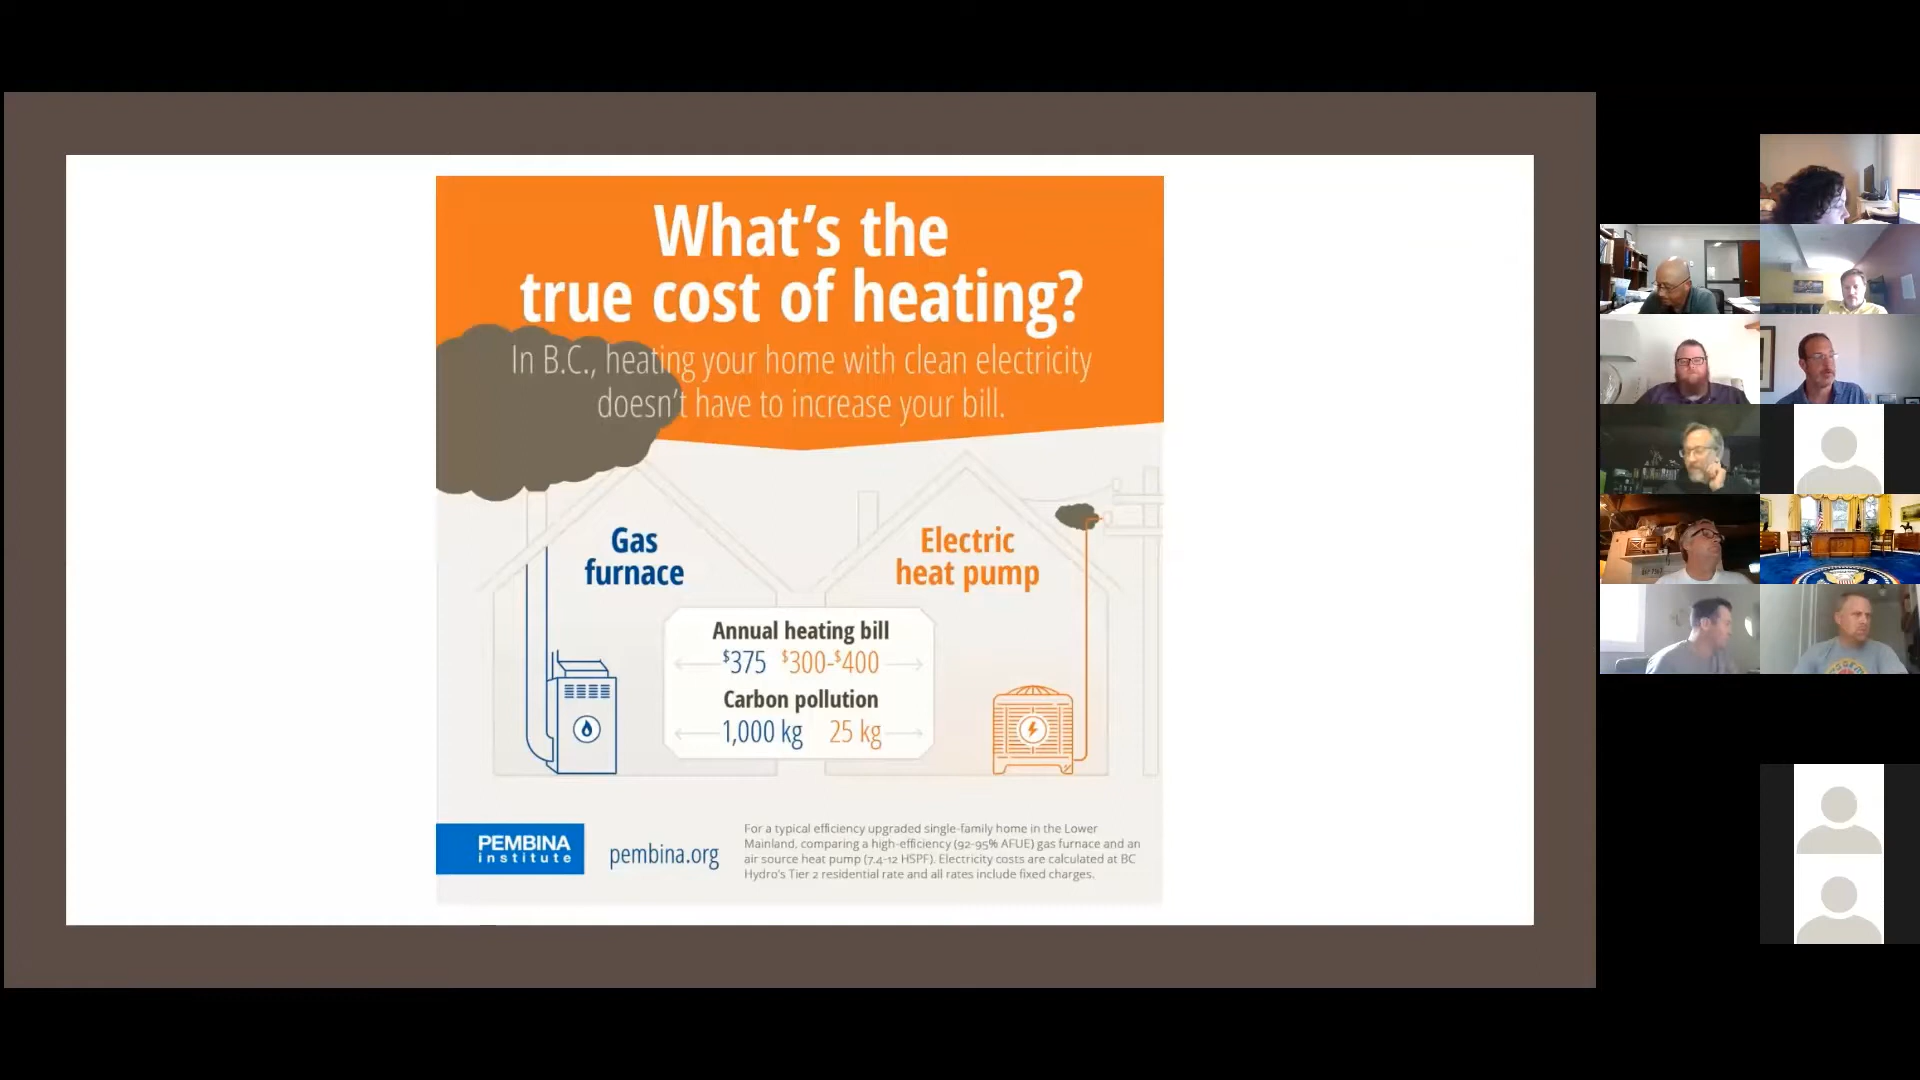 What's the
true cost of heating?
In B.C., heating your home with clean electricity
doesn't have to increase your bill.
Gas
furnace
Electric
heat pump
Annual heating bill
$375 $300-$400
Carbon pollution
1,000 kg 25 kg
PEMBINA
institute
pembina.org
For a typical efficiency upgraded single-family home in the Lower
Mainland, comparing a high-efficiency (92-95% AFUE) gas furnace and an
air source heat pump (7.4-12 HSPF). Electricity costs are calculated at BC
Hydro's Tier 2 residential rate and all rates include fixed charges.